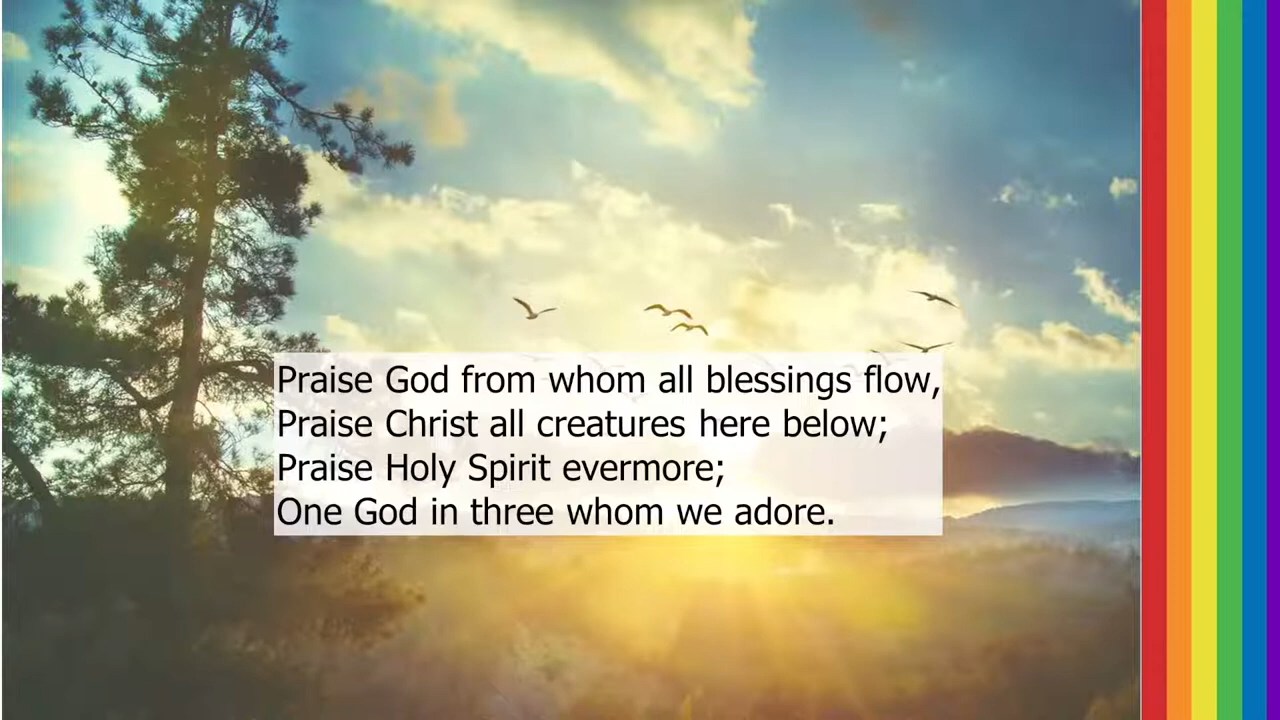 Praise God from whom all blessings flow,
Praise Christ all creatures here below;
Praise Holy Spirit evermore;
One God in three whom we adore.